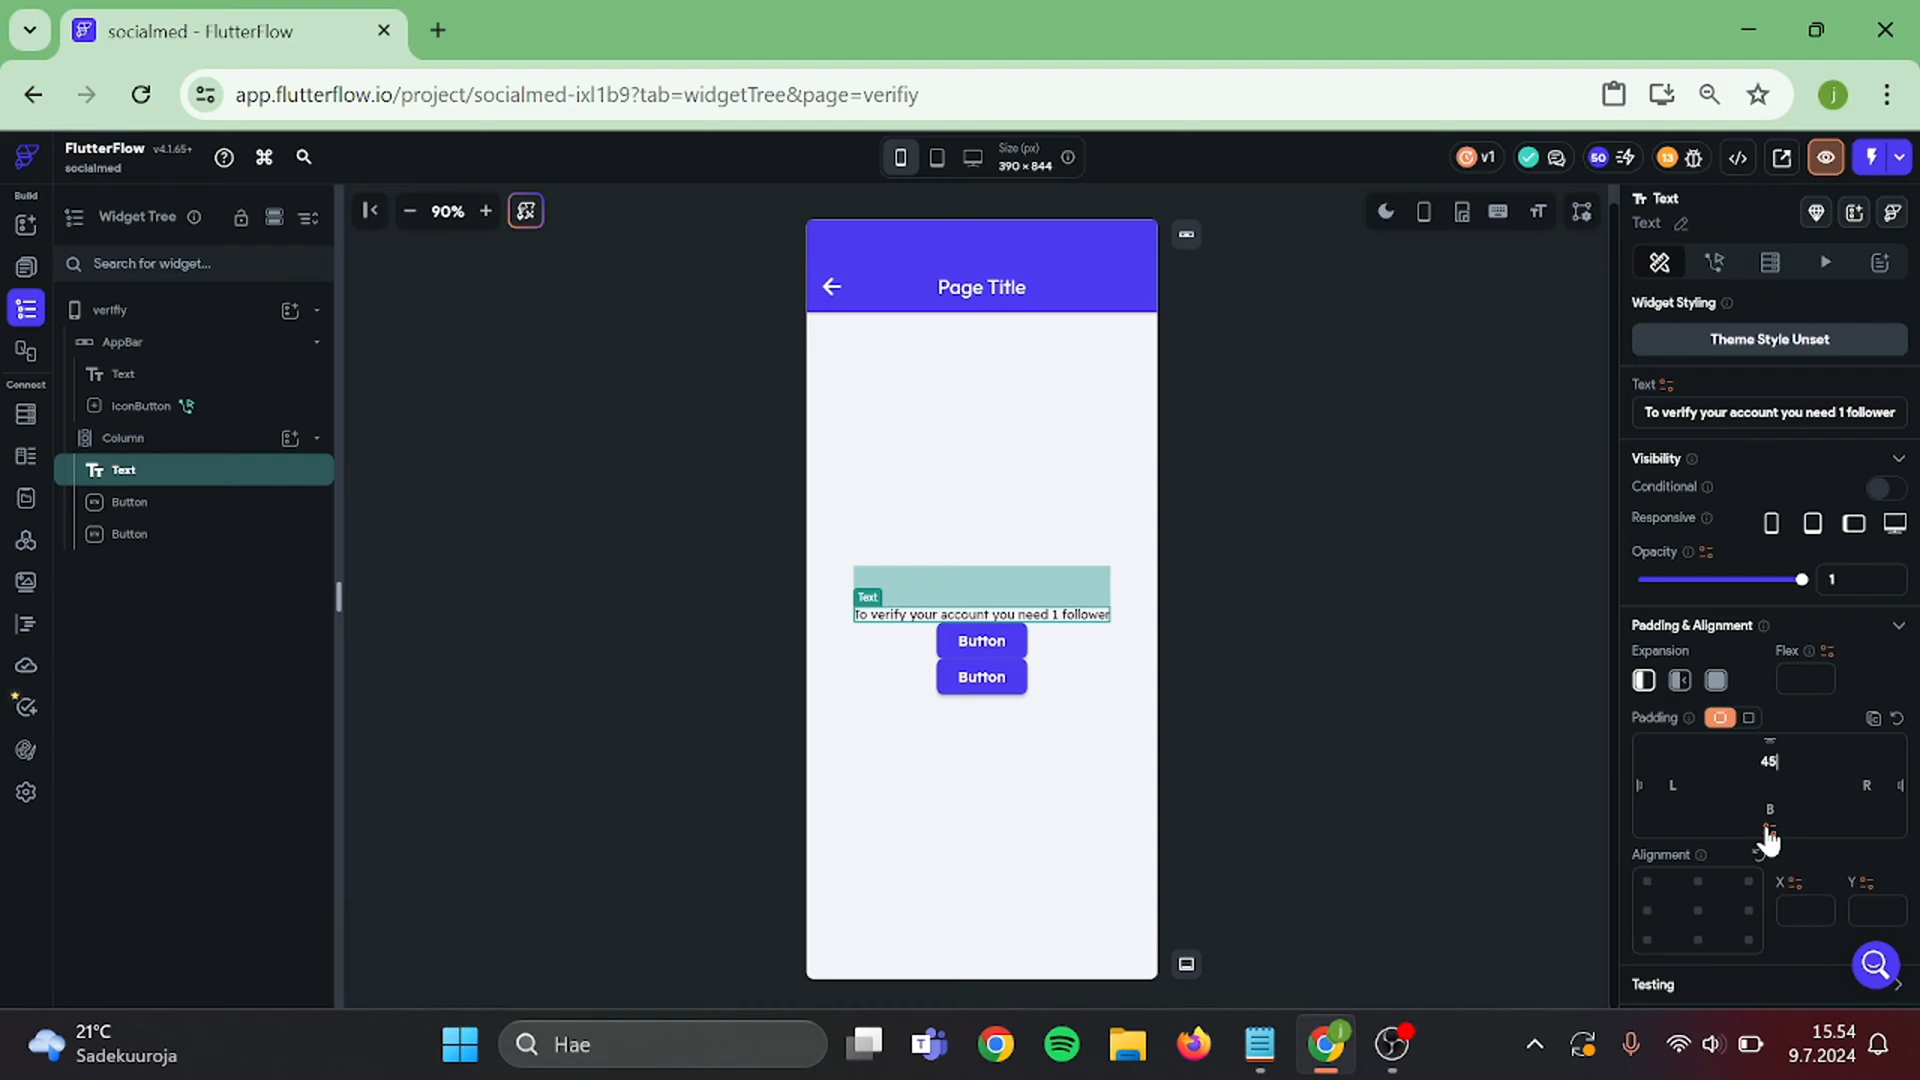 socialmed - FlutterFlow
app.flutterflow.io/project/socialmed-ixl1b9?tab=widgetTree&page=verifiy
j
FlutterFlow v4.1.65+
socialmed
Size (px)
390 × 844
v1
50
13
Build
Connect
Widget Tree
90%
Search for widget...
verifiy
AppBar
Text
IconButton
Column
Text
Button
Button
Page Title
Text
To verify your account you need 1 follower
Button
Button
Text
Text
Widget Styling
Theme Style Unset
Text
To verify your account you need 1 follower
Visibility
Conditional
Responsive
Opacity
1
Padding & Alignment
Expansion
Flex
Padding
45
L
R
B
Alignment
X
Y
Testing
21°C
Sadekuuroja
Hae
j
15.54
9.7.2024